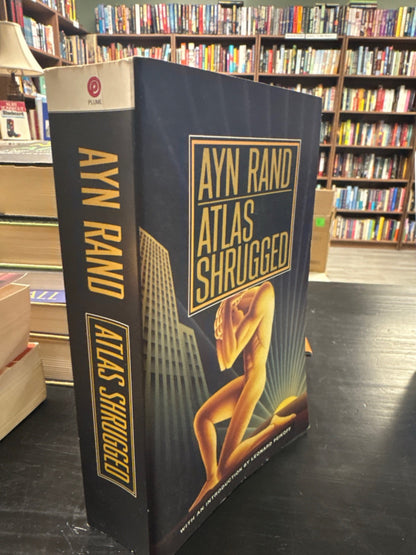 PLUME
AYN RAND
ATLAS SHRUGGED
AYN RAND
ATLAS
SHRUGGED
WITH AN INTRODUCTION BY LEONARD PEIKOFF